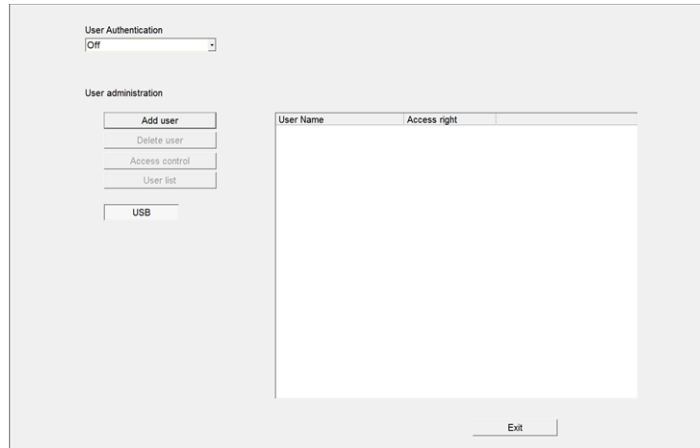 User Authentication
Off
User administration
Add user
Delete user
Access control
User list
USB
User Name Access right
Exit